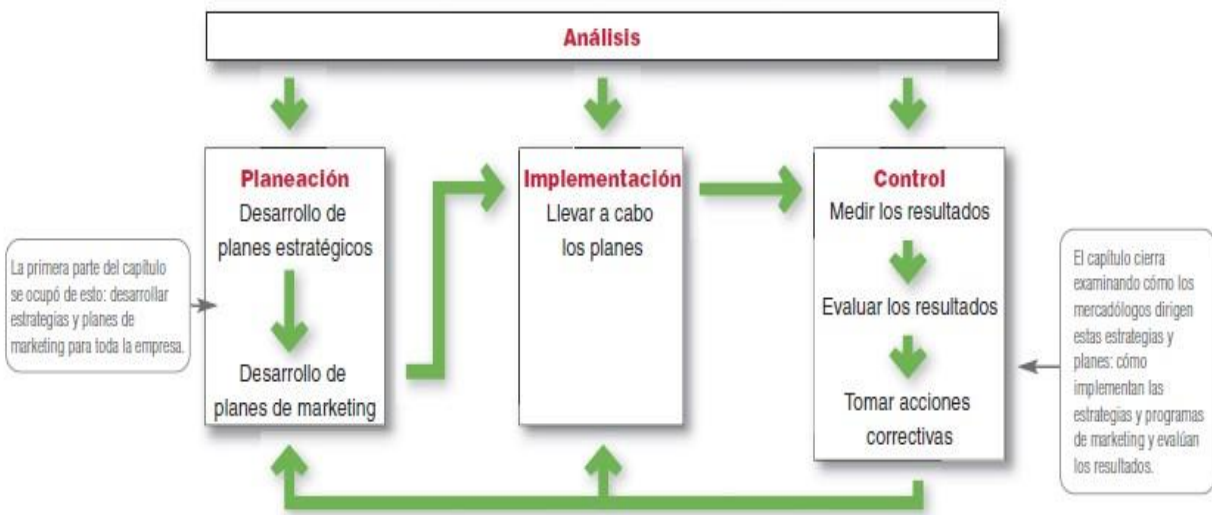 Análisis
Planeación
Desarrollo de
planes estratégicos
Desarrollo de
planes de marketing
Implementación
Llevar a cabo
los planes
Control
Medir los resultados
Evaluar los resultados
Tomar acciones
correctivas
La primera parte del capítulo
se ocupó de esto: desarrollar
estrategias y planes de
marketing para toda la empresa.
El capítulo cierra
examinando cómo los
mercadólogos dirigen
estas estrategias y
planes: cómo
implementan las
estrategias y programas
de marketing y evalúan
los resultados.